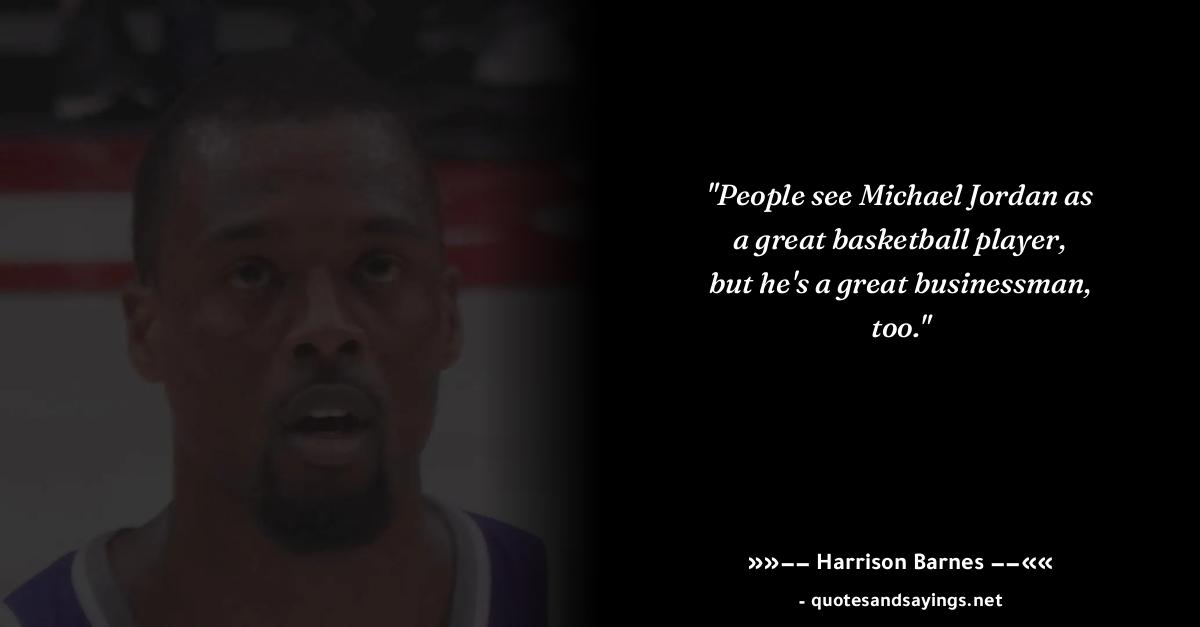 "People see Michael Jordan as
a great basketball player,
but he's a great businessman,
too."
»»–– Harrison Barnes ––««
- quotesandsayings.net